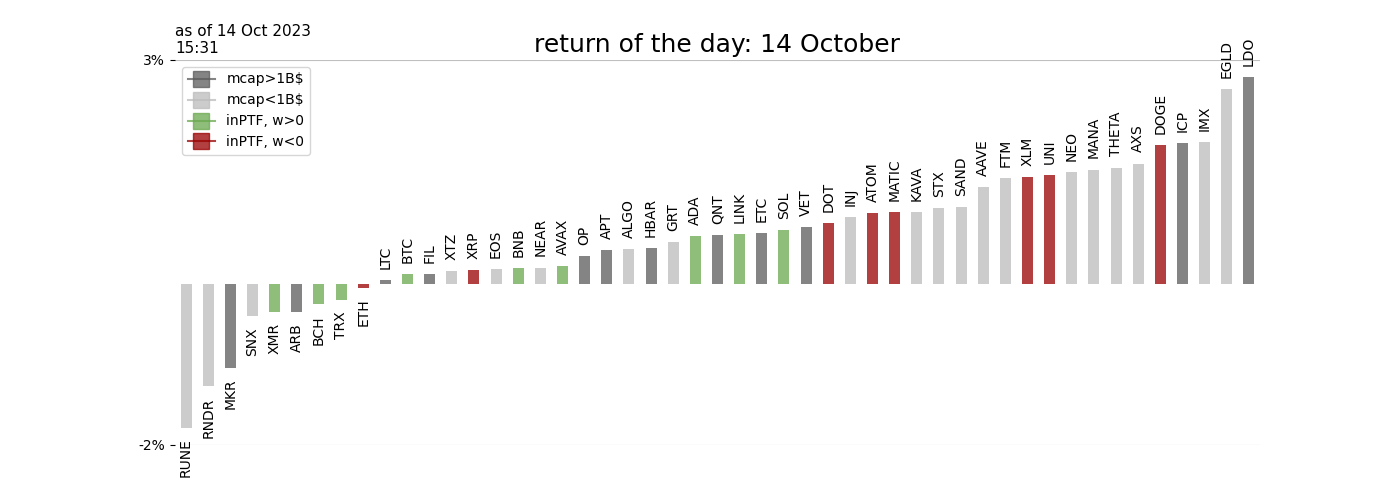 as of 14 Oct 2023
15:31
return of the day: 14 October
3%
-2%
mcap>1B$
mcap<1B$
inPTF, w>0
inPTF, w<0
RUNE
RNDR
MKR
SNX
XMR
ARB
BCH
TRX
ETH
LTC
BTC
FIL
XTZ
XRP
EOS
BNB
NEAR
AVAX
OP
APT
ALGO
HBAR
GRT
ADA
QNT
LINK
ETC
SOL
VET
DOT
INJ
ATOM
MATIC
KAVA
STX
SAND
AAVE
FTM
XLM
UNI
NEO
MANA
THETA
AXS
DOGE
ICP
IMX
EGLD
LDO